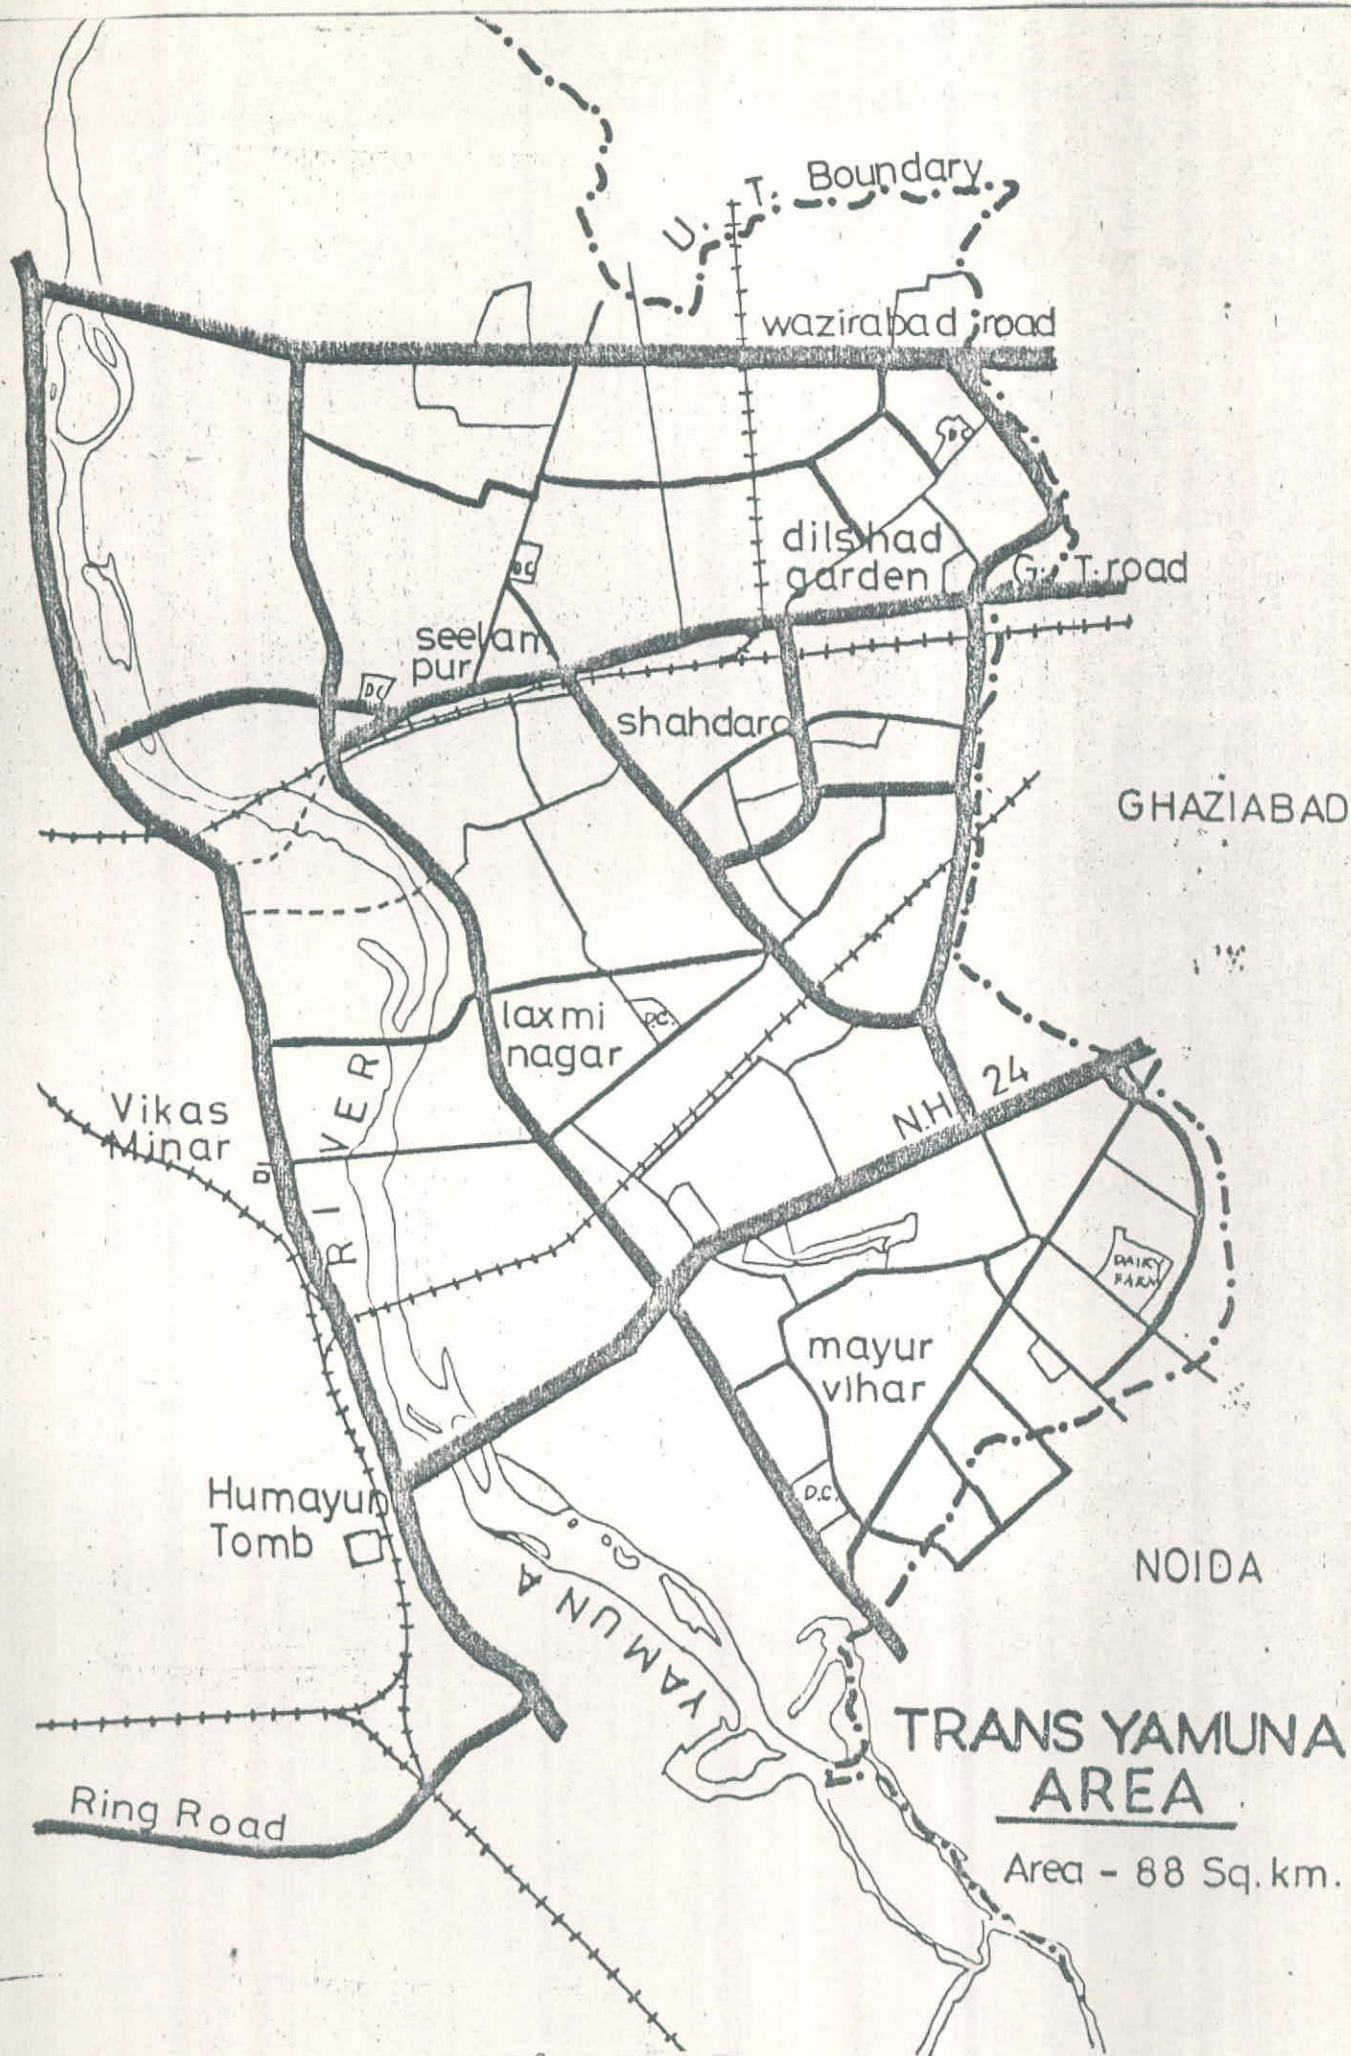 U. T. Boundary
wazirabad road
D.C
dilshad
garden
G. T. road
D.C
seelam
pur
D.C
shahdara
GHAZIABAD
laxmi
nagar
D.C.
RIVER
Vikas
Minar
N.H. 24
DAIRY
FARM
mayur
vihar
D.C.
Humayun
Tomb
NOIDA
YAMUNA
TRANS YAMUNA
AREA
Ring Road
Area - 88 Sq. km.